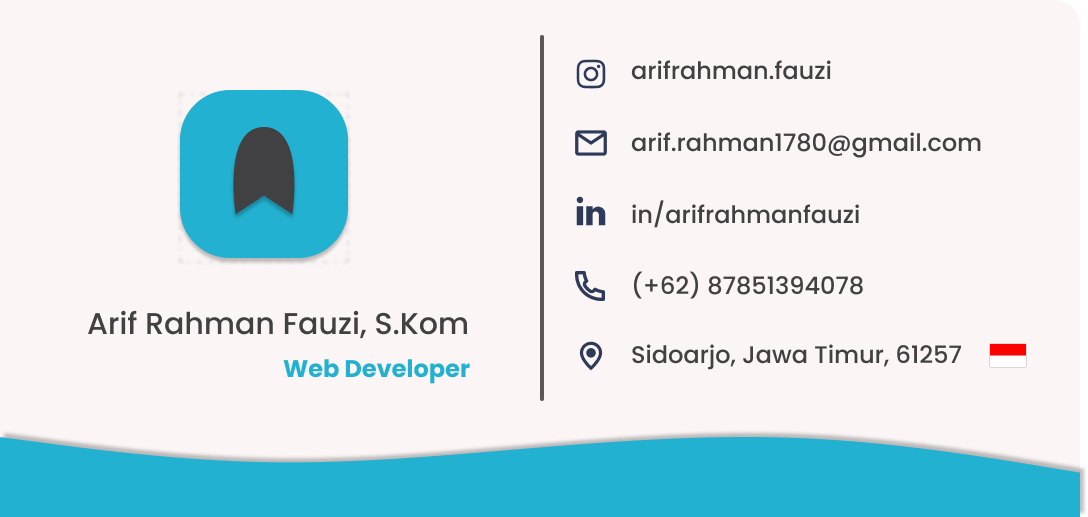 Arif Rahman Fauzi, S.Kom
Web Developer
arifrahman.fauzi
arif.rahman1780@gmail.com
in
in/arifrahmanfauzi
(+62) 87851394078
Sidoarjo, Jawa Timur, 61257